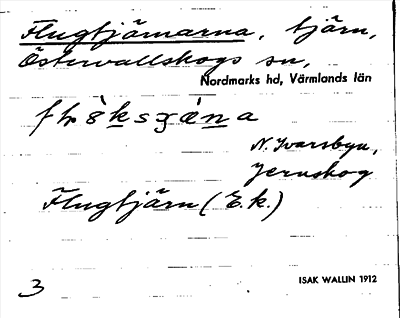 Flugtjärnarna, tjärn,
Östervallskogs sn,
Nordmarks hd, Värmlands län
N. Ivarsbyn,
Jernskog
Flugtjärn (E.k.)
3
ISAK WALLIN 1912